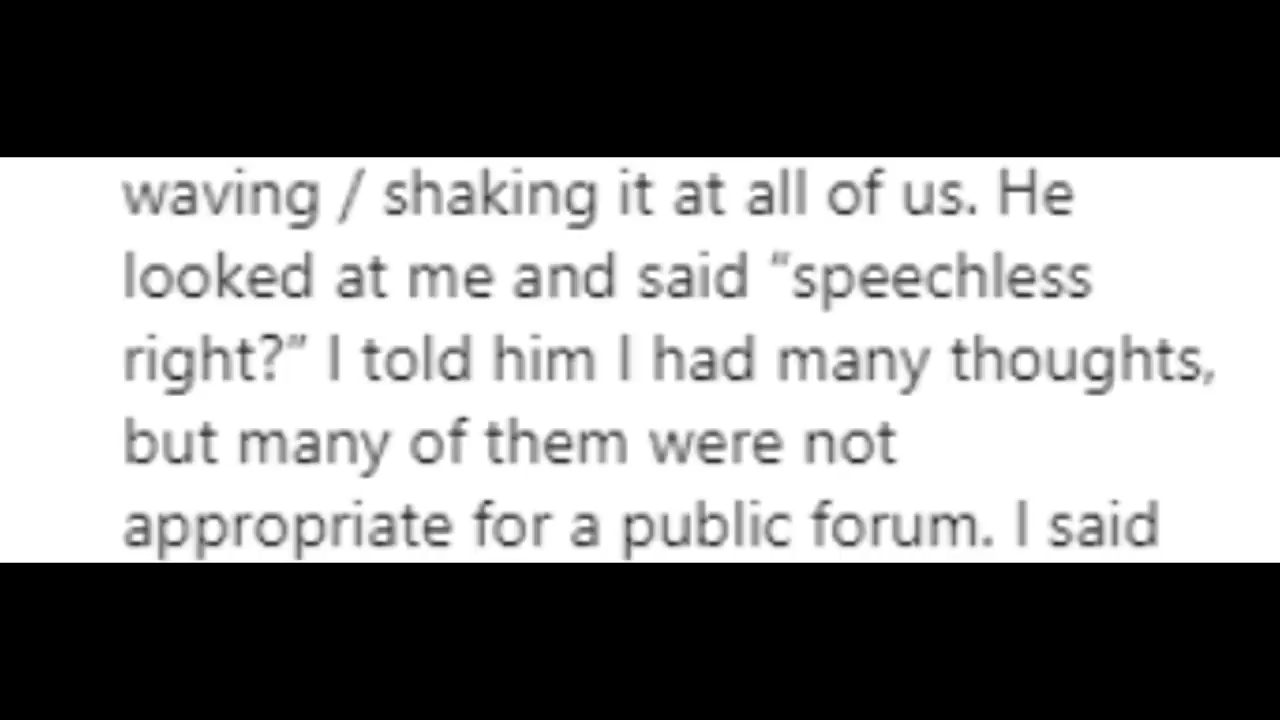 waving / shaking it at all of us. He
looked at me and said “speechless
right?” I told him I had many thoughts,
but many of them were not
appropriate for a public forum. I said